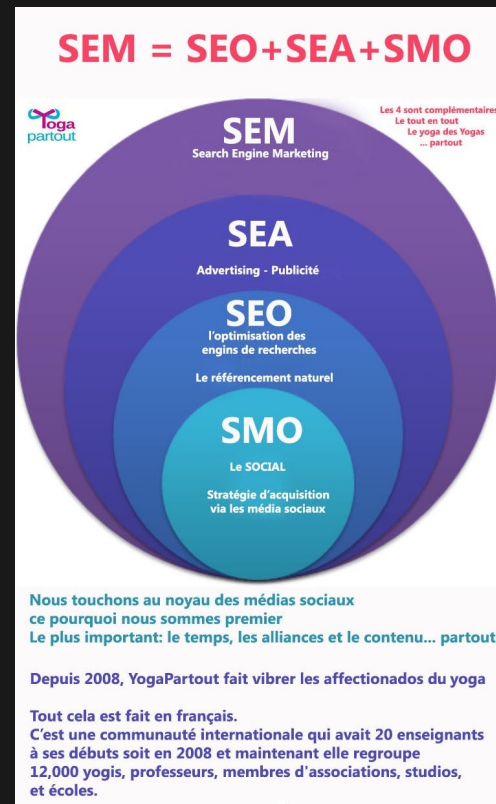 SEM = SEO+SEA+SMO
Yoga
partout
Les 4 sont complémentaires
Le tout en tout
Le yoga des Yogas
... partout
SEM
Search Engine Marketing
SEA
Advertising - Publicité
SEO
l'optimisation des
engins de recherches
Le référencement naturel
SMO
Le SOCIAL
Stratégie d'acquisition
via les média sociaux
Nous touchons au noyau des médias sociaux
ce pourquoi nous sommes premier
Le plus important: le temps, les alliances et le contenu... partout
Depuis 2008, YogaPartout fait vibrer les affectionados du yoga
Tout cela est fait en français.
C'est une communauté internationale qui avait 20 enseignants
à ses débuts soit en 2008 et maintenant elle regroupe
12,000 yogis, professeurs, membres d'associations, studios,
et écoles.